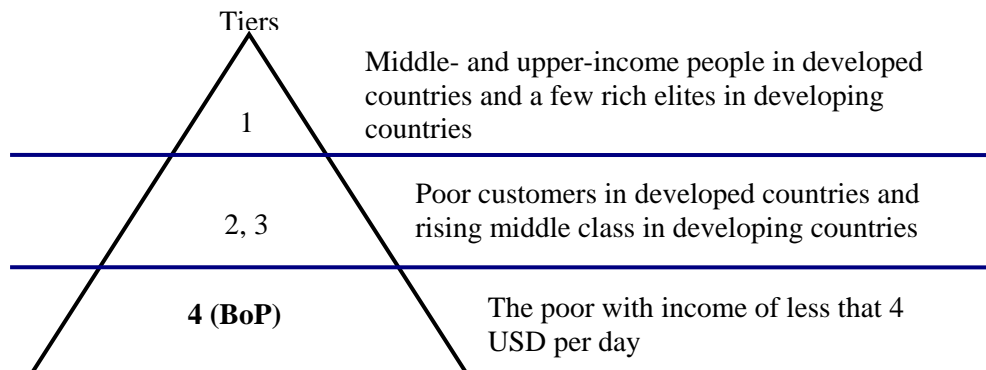 Tiers
Middle- and upper-income people in developed
countries and a few rich elites in developing
countries
1
Poor customers in developed countries and
rising middle class in developing countries
2, 3
4 (BoP)
The poor with income of less that 4
USD per day